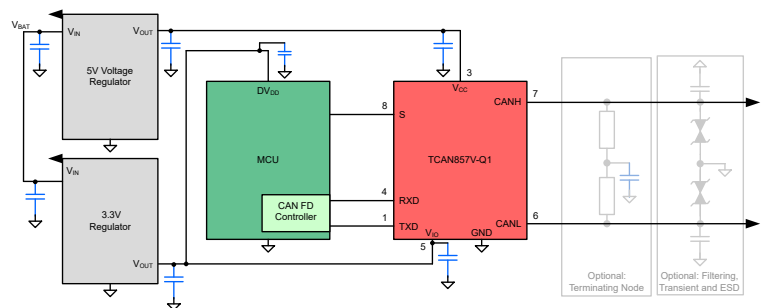 VBAT
VIN
VOUT
5V Voltage
Regulator
3
DVDD
VCC
7
CANH
8
S
MCU
TCAN857V-Q1
VIN
4
RXD
CAN FD
Controller
3.3V
Regulator
1
TXD
CANL
6
VIO
GND
5
VOUT
Optional:
Terminating Node
Optional: Filtering,
Transient and ESD